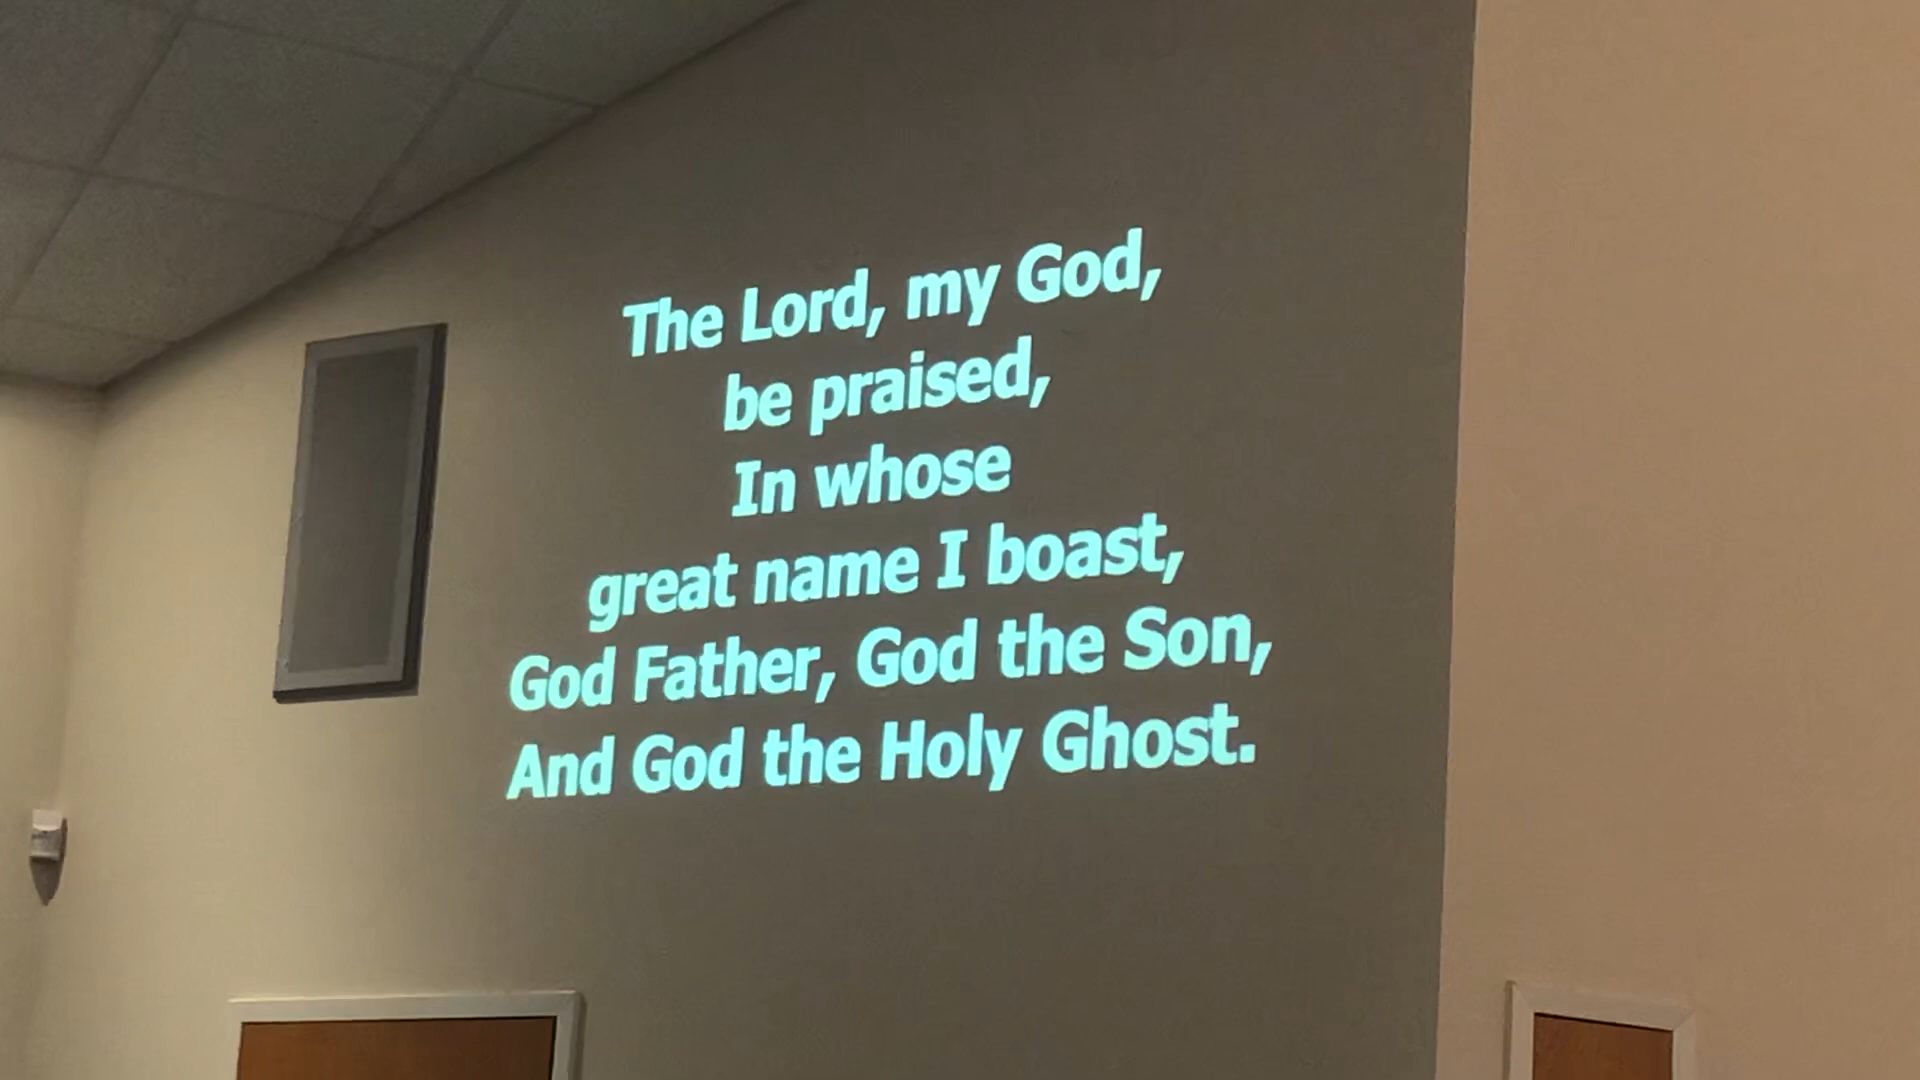 The Lord, my God,
be praised,
In whose
great name I boast,
God Father, God the Son,
And God the Holy Ghost.